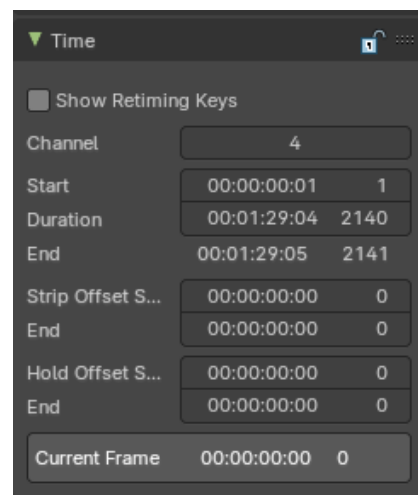 Time
Show Retiming Keys
Channel 4
Start 00:00:00:01 1
Duration 00:01:29:04 2140
End 00:01:29:05 2141
Strip Offset S... 00:00:00:00 0
End 00:00:00:00 0
Hold Offset S... 00:00:00:00 0
End 00:00:00:00 0
Current Frame 00:00:00:00 0